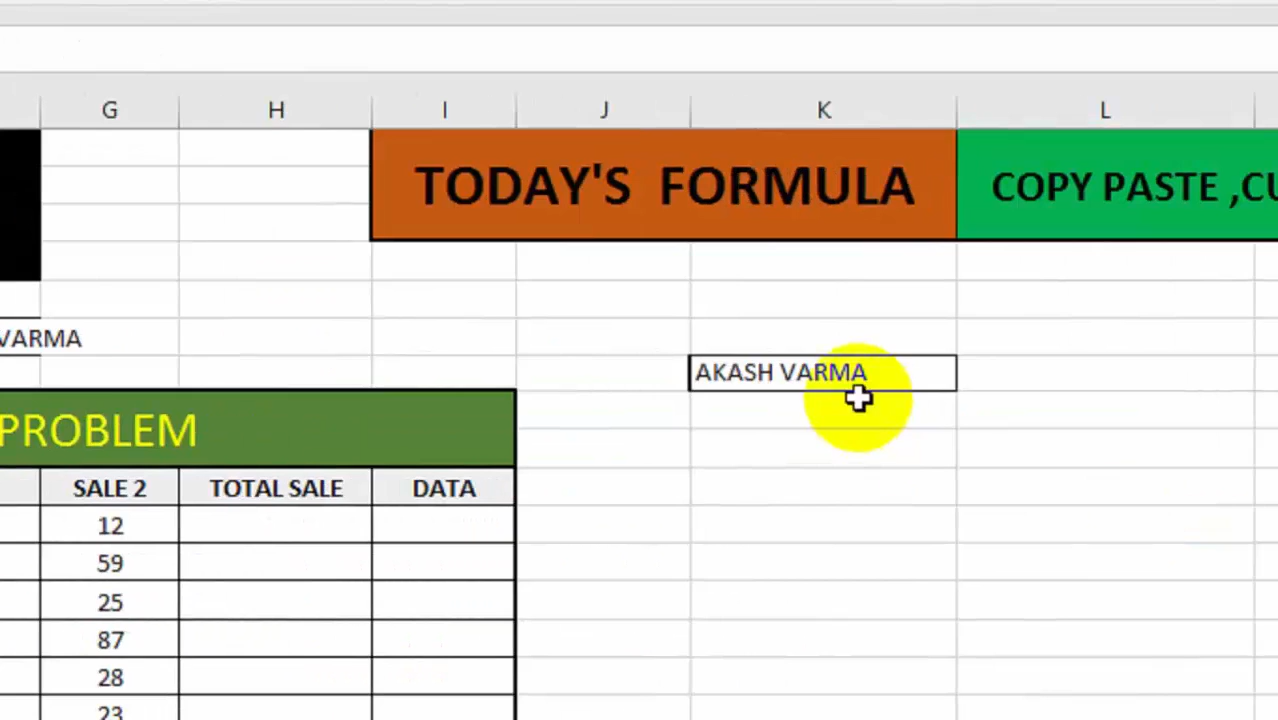 G H I J K L
TODAY'S FORMULA COPY PASTE ,CU
VARMA
AKASH VARMA
PROBLEM
SALE 2 TOTAL SALE DATA
12
59
25
87
28
23